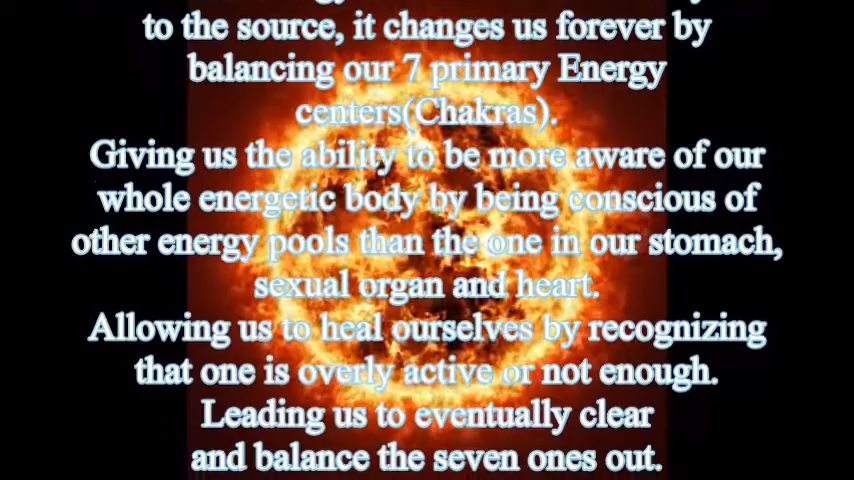 to the source, it changes us forever by
balancing our 7 primary Energy
centers(Chakras).
Giving us the ability to be more aware of our
whole energetic body by being conscious of
other energy pools than the one in our stomach,
sexual organ and heart.
Allowing us to heal ourselves by recognizing
that one is overly active or not enough.
Leading us to eventually clear
and balance the seven ones out.